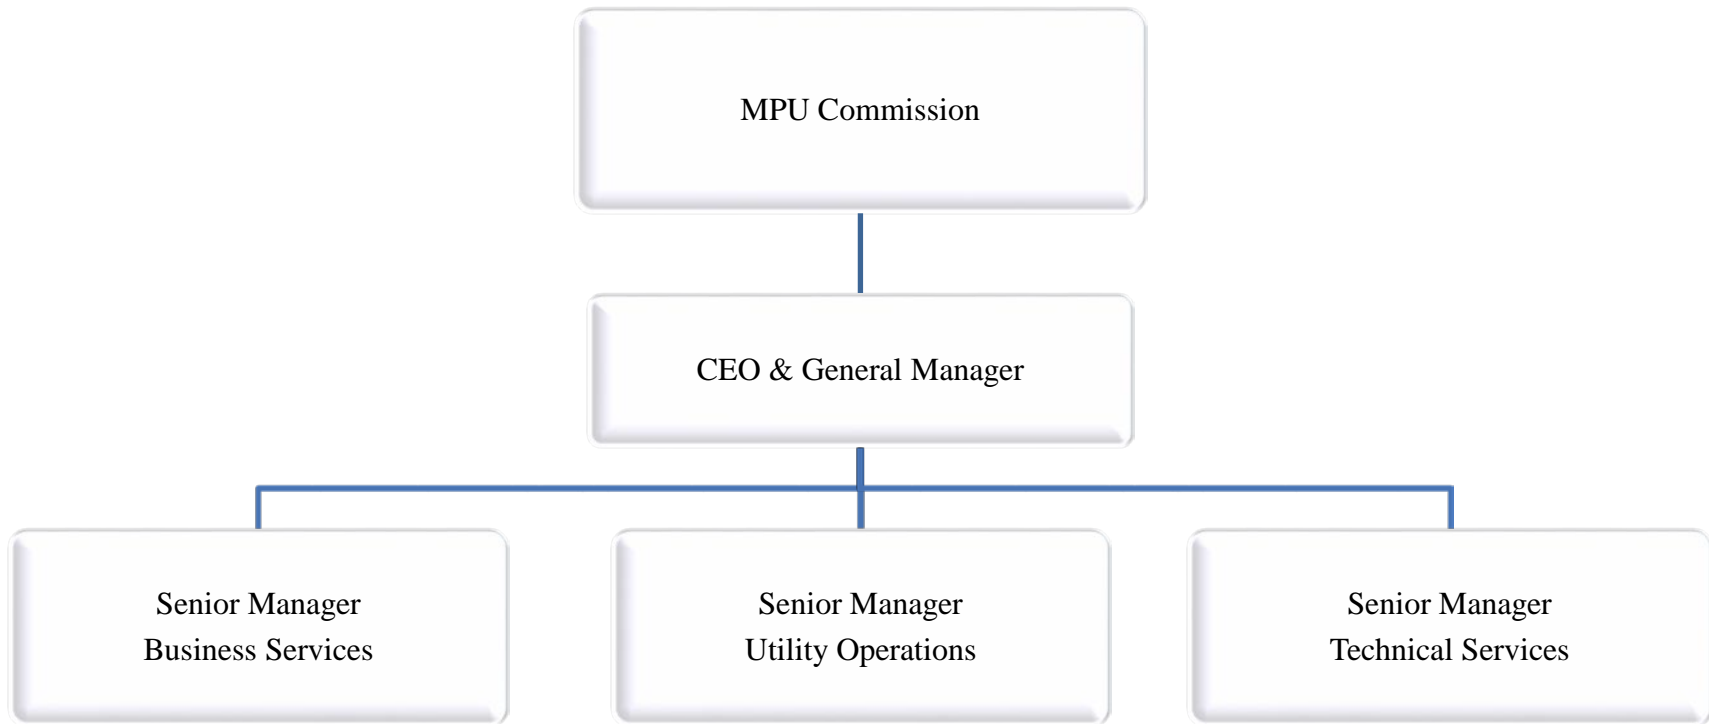 MPU Commission
CEO & General Manager
Senior Manager
Business Services
Senior Manager
Utility Operations
Senior Manager
Technical Services